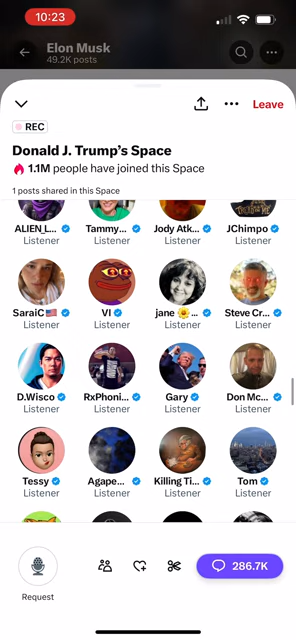 10:23
Elon Musk
49.2K posts
Leave
REC
Donald J. Trump’s Space
1.1M people have joined this Space
1 posts shared in this Space
ALIEN_L... Tammy... Jody Atk... JChimpo
Listener Listener Listener Listener
SaraiC 🇺🇸 VI jane 🌼... Steve Cr...
Listener Listener Listener Listener
D.Wisco RxPhoni... Gary Don Mc...
Listener Listener Listener Listener
Tessy Agape... Killing Ti... Tom
Listener Listener Listener Listener
286.7K
Request